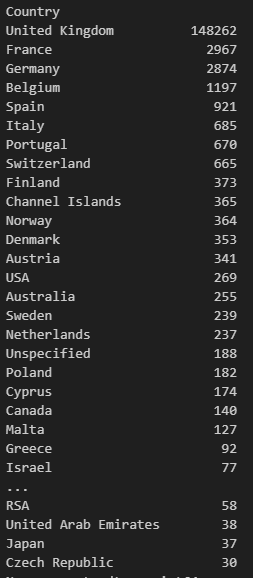 Country
United Kingdom 148262
France 2967
Germany 2874
Belgium 1197
Spain 921
Italy 685
Portugal 670
Switzerland 665
Finland 373
Channel Islands 365
Norway 364
Denmark 353
Austria 341
USA 269
Australia 255
Sweden 239
Netherlands 237
Unspecified 188
Poland 182
Cyprus 174
Canada 140
Malta 127
Greece 92
Israel 77
...
RSA 58
United Arab Emirates 38
Japan 37
Czech Republic 30